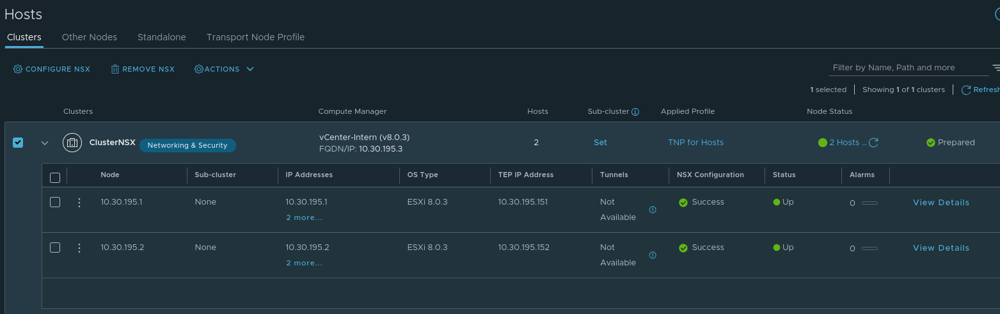 Hosts
Clusters Other Nodes Standalone Transport Node Profile
CONFIGURE NSX REMOVE NSX ACTIONS
Filter by Name, Path and more
1 selected Showing 1 of 1 clusters Refresh
Clusters Compute Manager Hosts Sub-cluster Applied Profile Node Status
ClusterNSX Networking & Security vCenter-Intern (v8.0.3) 2 Set TNP for Hosts 2 Hosts ... Prepared
FQDN/IP: 10.30.195.3
Node Sub-cluster IP Addresses OS Type TEP IP Address Tunnels NSX Configuration Status Alarms
10.30.195.1 None 10.30.195.1 ESXi 8.0.3 10.30.195.151 Not Success Up 0 View Details
2 more... Available
10.30.195.2 None 10.30.195.2 ESXi 8.0.3 10.30.195.152 Not Success Up 0 View Details
2 more... Available